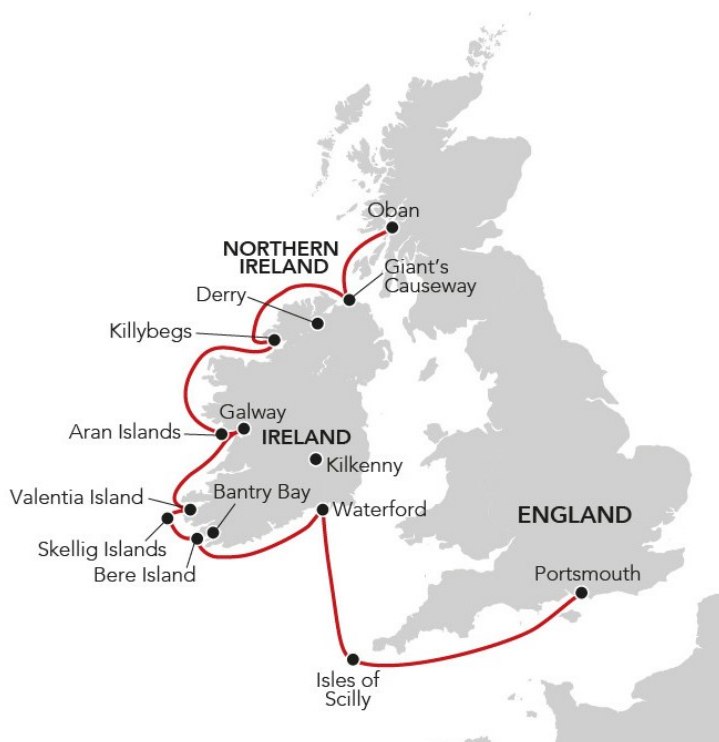 Oban
NORTHERN
IRELAND
Giant's
Causeway
Derry
Killybegs
Galway
Aran Islands
IRELAND
Kilkenny
Valentia Island
Bantry Bay
Waterford
ENGLAND
Skellig Islands
Bere Island
Portsmouth
Isles of
Scilly